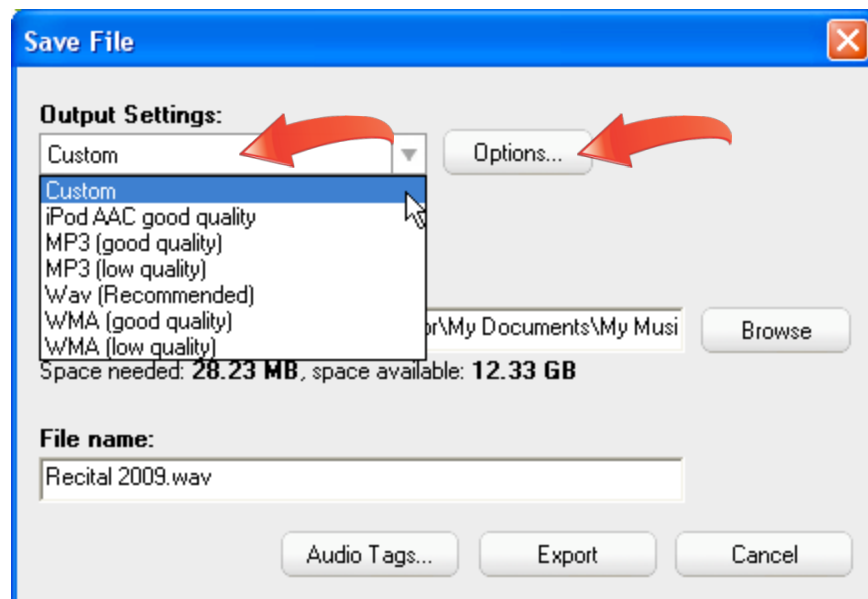 Save File
Output Settings:
Custom
Options...
Custom
iPod AAC good quality
MP3 (good quality)
MP3 (low quality)
Wav (Recommended)
WMA (good quality)
WMA (low quality)
or\My Documents\My Musi
Browse
Space needed: 28.23 MB, space available: 12.33 GB
File name:
Recital 2009.wav
Audio Tags...
Export
Cancel